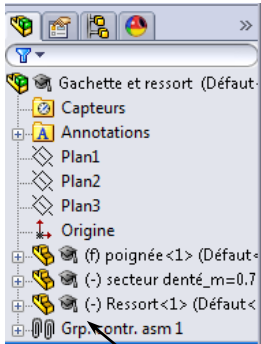 »
Gachette et ressort (Défaut
Capteurs
A Annotations
Plan1
Plan2
Plan3
Origine
(f) poignée<1> (Défaut<
(-) secteur denté_m=0.7
(-) Ressort<1> (Défaut<
Grp. contr. asm 1